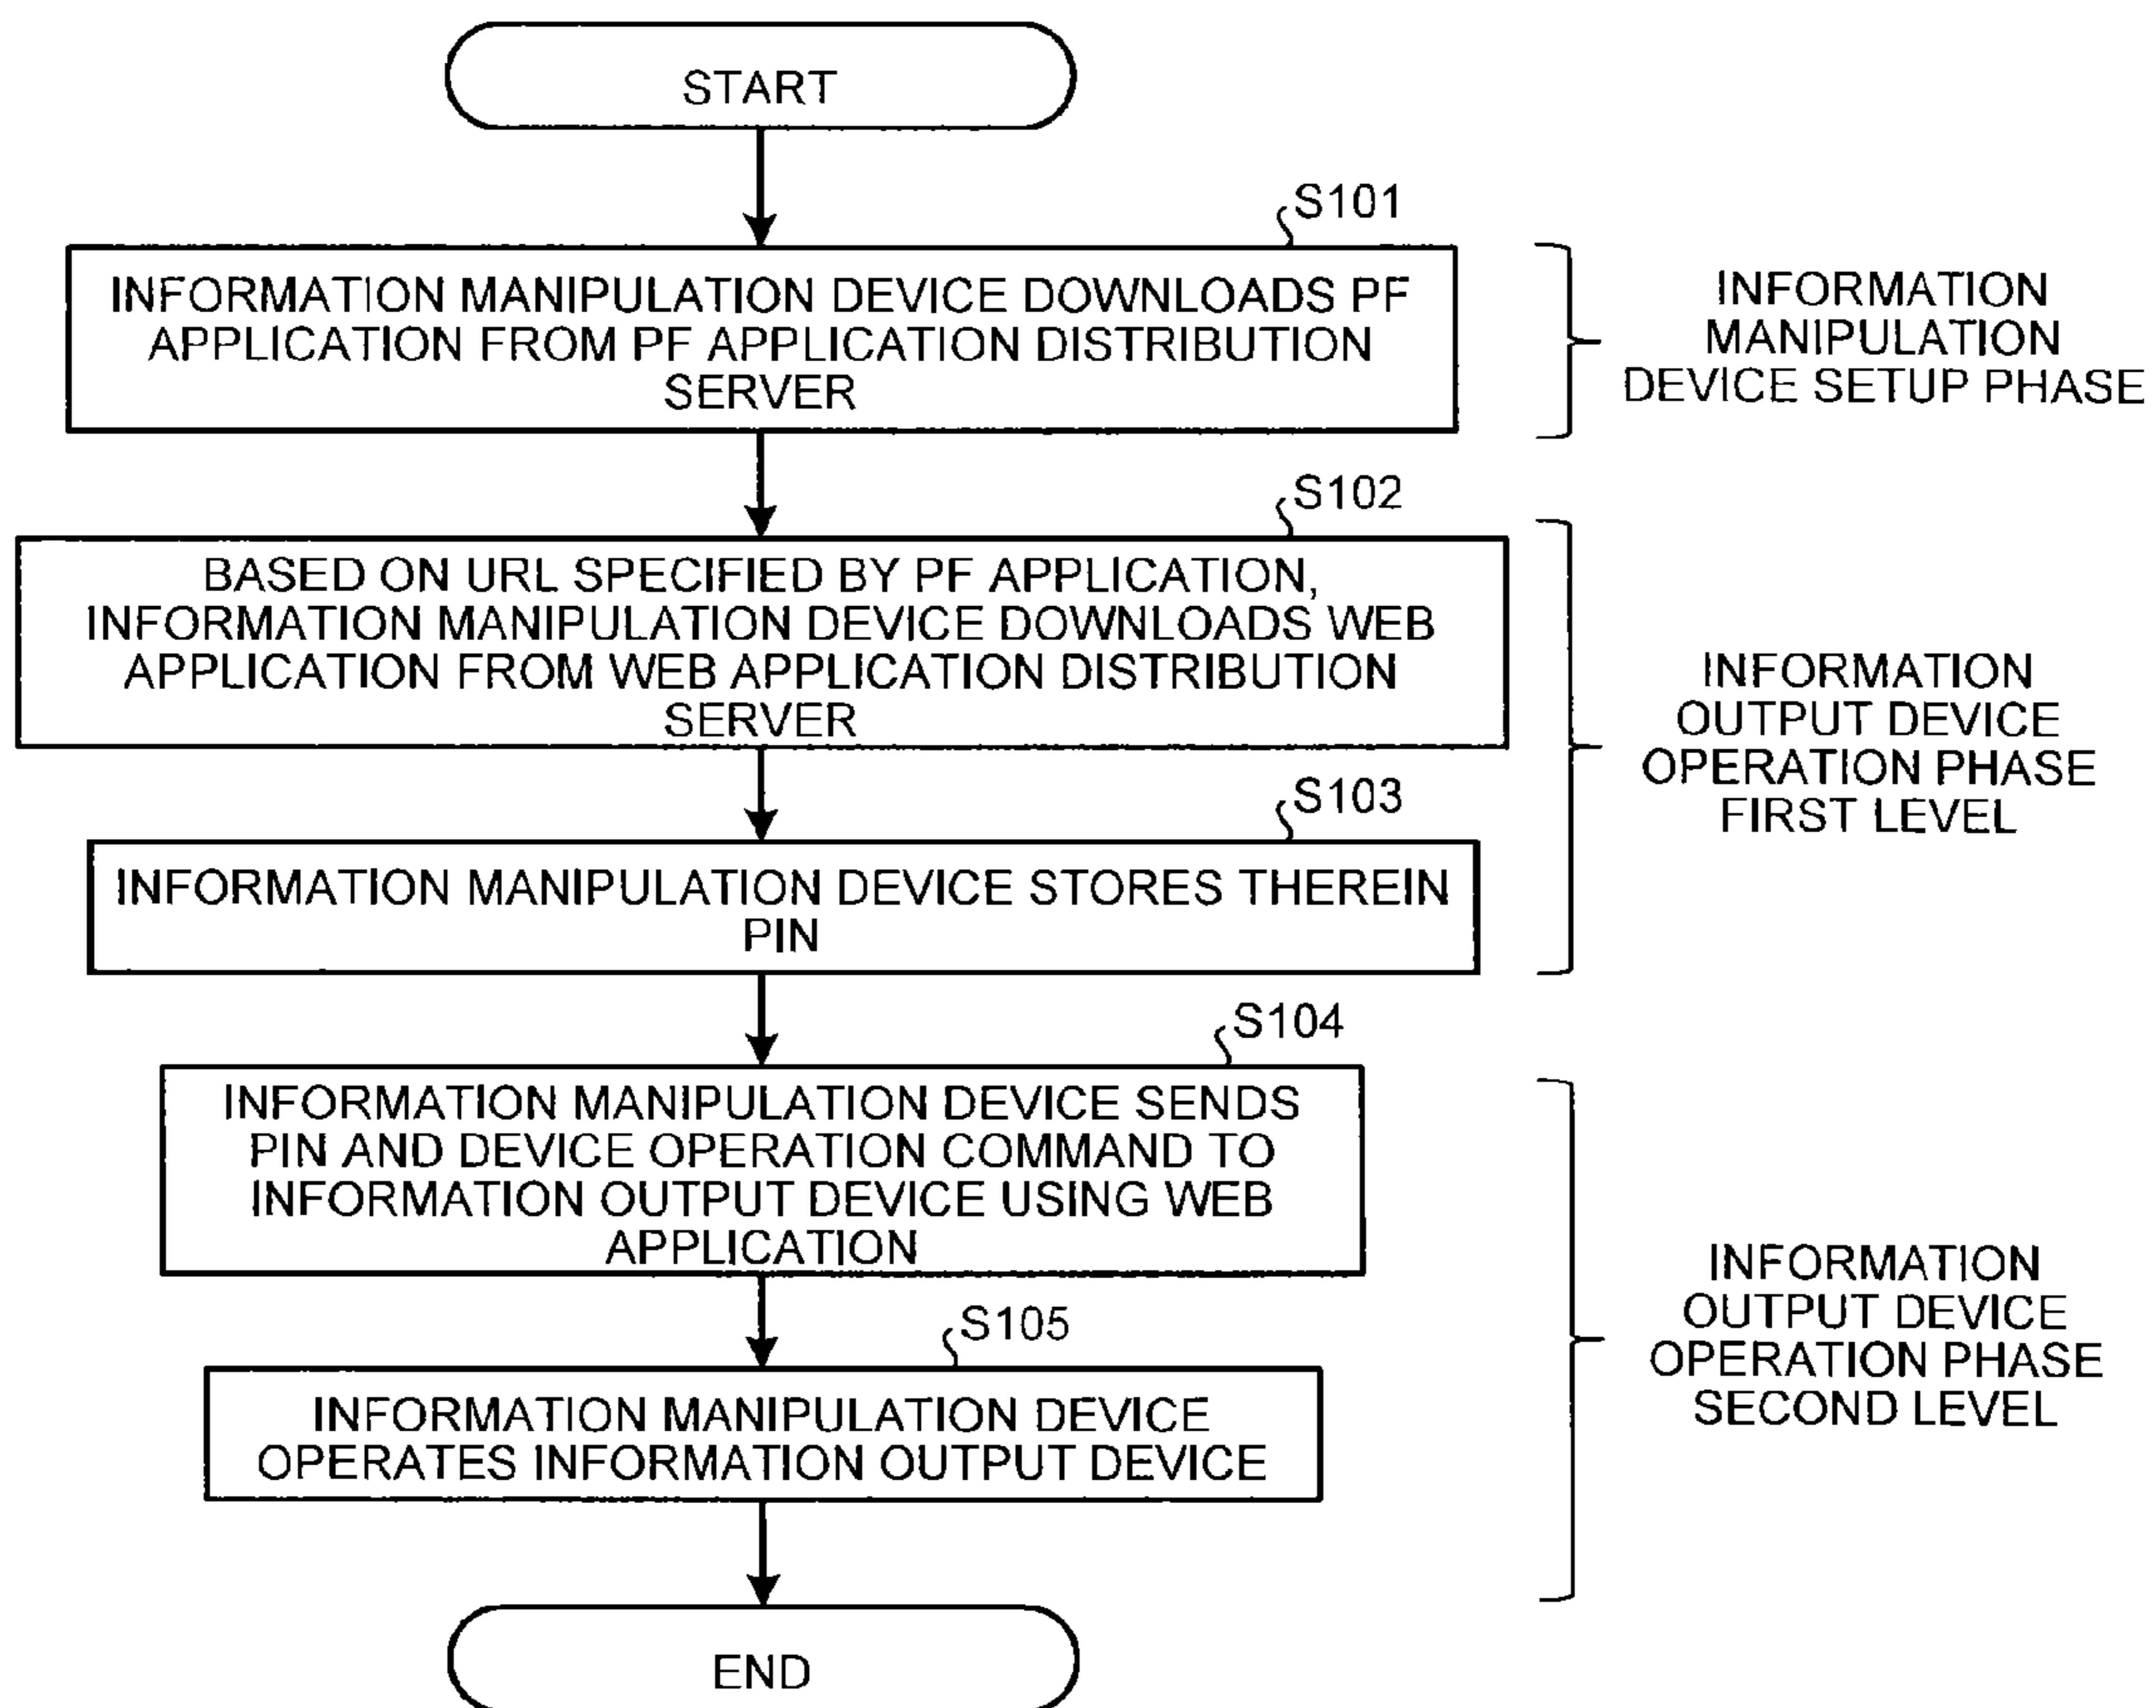 START
S101
INFORMATION MANIPULATION DEVICE DOWNLOADS PF
APPLICATION FROM PF APPLICATION DISTRIBUTION
SERVER
INFORMATION
MANIPULATION
DEVICE SETUP PHASE
S102
BASED ON URL SPECIFIED BY PF APPLICATION,
INFORMATION MANIPULATION DEVICE DOWNLOADS WEB
APPLICATION FROM WEB APPLICATION DISTRIBUTION
SERVER
S103
INFORMATION MANIPULATION DEVICE STORES THEREIN
PIN
INFORMATION
OUTPUT DEVICE
OPERATION PHASE
FIRST LEVEL
S104
INFORMATION MANIPULATION DEVICE SENDS
PIN AND DEVICE OPERATION COMMAND TO
INFORMATION OUTPUT DEVICE USING WEB
APPLICATION
S105
INFORMATION MANIPULATION DEVICE
OPERATES INFORMATION OUTPUT DEVICE
INFORMATION
OUTPUT DEVICE
OPERATION PHASE
SECOND LEVEL
END